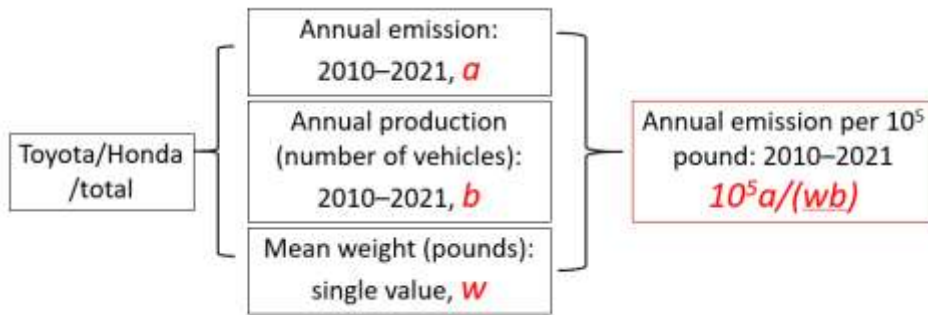 Toyota/Honda
/total
Annual emission:
2010–2021, a
Annual production
(number of vehicles):
2010–2021, b
Mean weight (pounds):
single value, w
Annual emission per 10⁵
pound: 2010–2021
10⁵a/(wb)